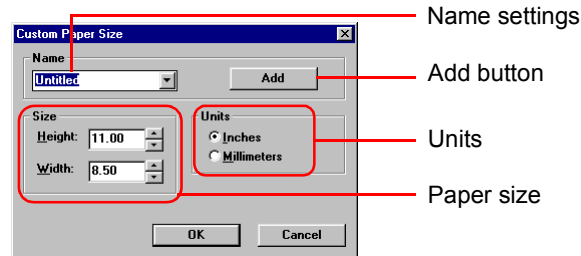 Name settings
Custom Paper Size
Name
Untitled
Add
Add button
Size
Height: 11.00
Width: 8.50
Units
Inches
Millimeters
Units
Paper size
OK
Cancel